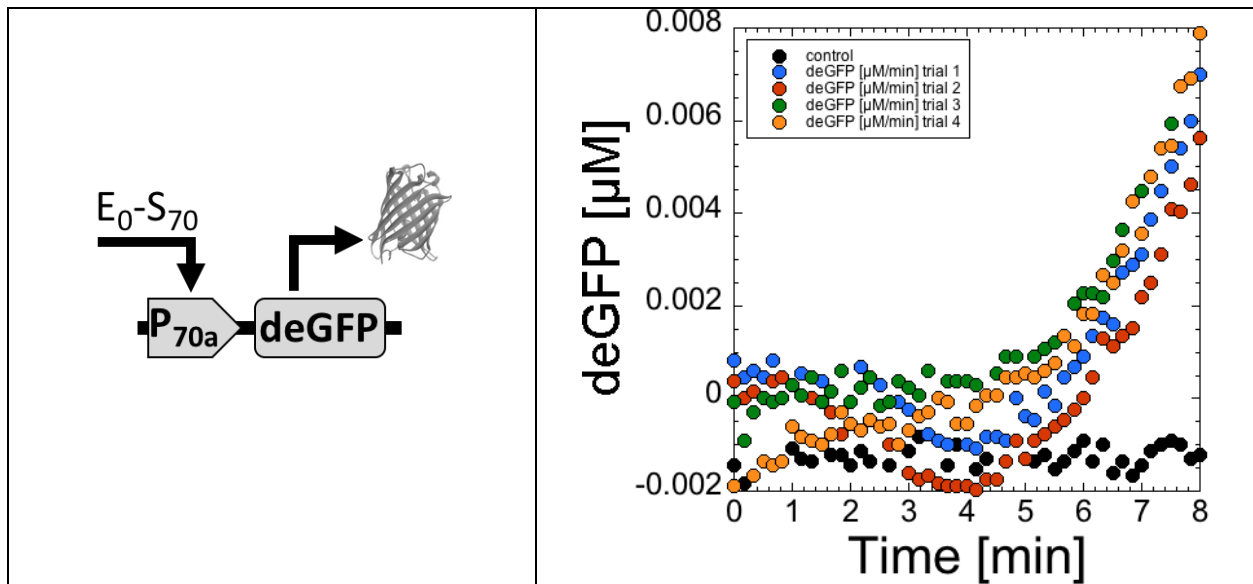 E₀-S₇₀
P₇₀ₐ
deGFP
deGFP [µM]
0.008
0.006
0.004
0.002
0
-0.002
control
deGFP [µM/min] trial 1
deGFP [µM/min] trial 2
deGFP [µM/min] trial 3
deGFP [µM/min] trial 4
0 1 2 3 4 5 6 7 8
Time [min]